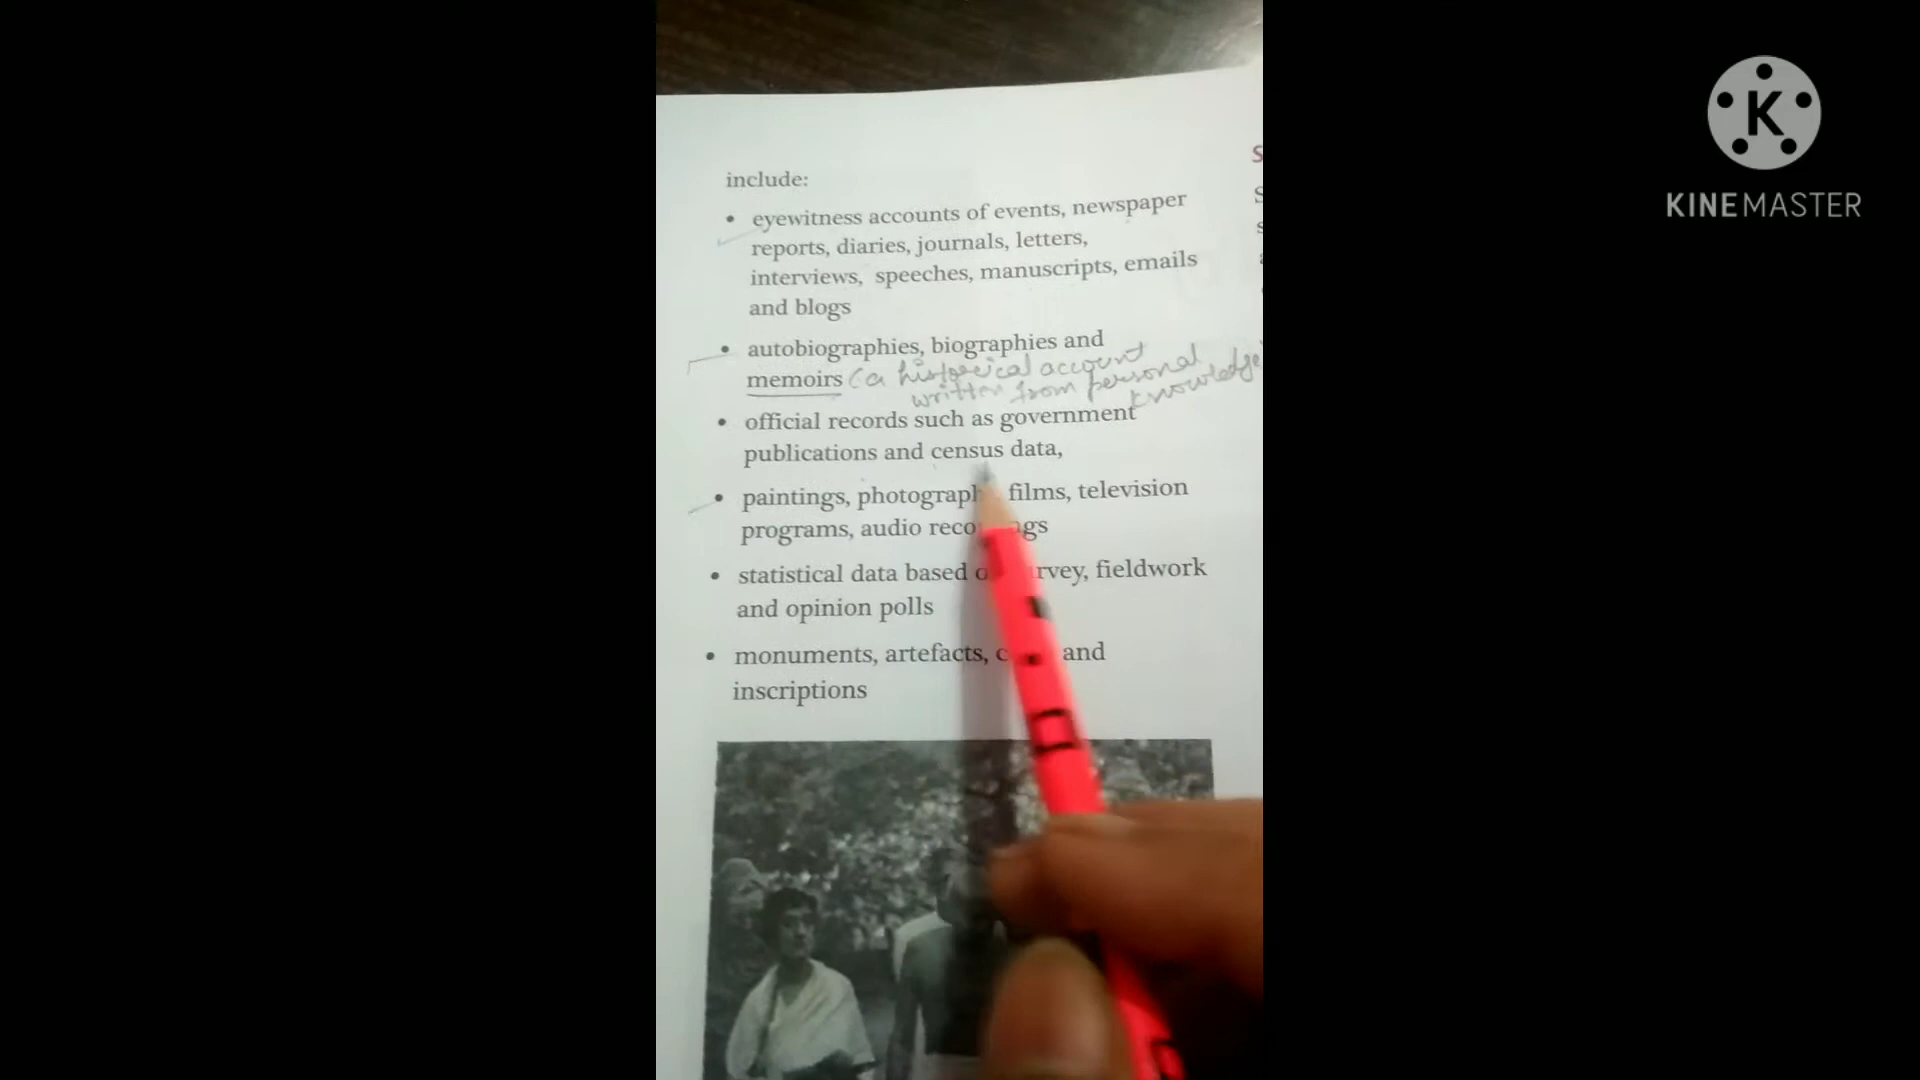 include:
• eyewitness accounts of events, newspaper
reports, diaries, journals, letters,
interviews, speeches, manuscripts, emails
and blogs
• autobiographies, biographies and
memoirs (a historical account
written from personal knowledge
• official records such as government
publications and census data,
• paintings, photograph films, television
programs, audio
• statistical data based fieldwork
and opinion polls
• monuments, artefacts, and
inscriptions
K
KINEMASTER